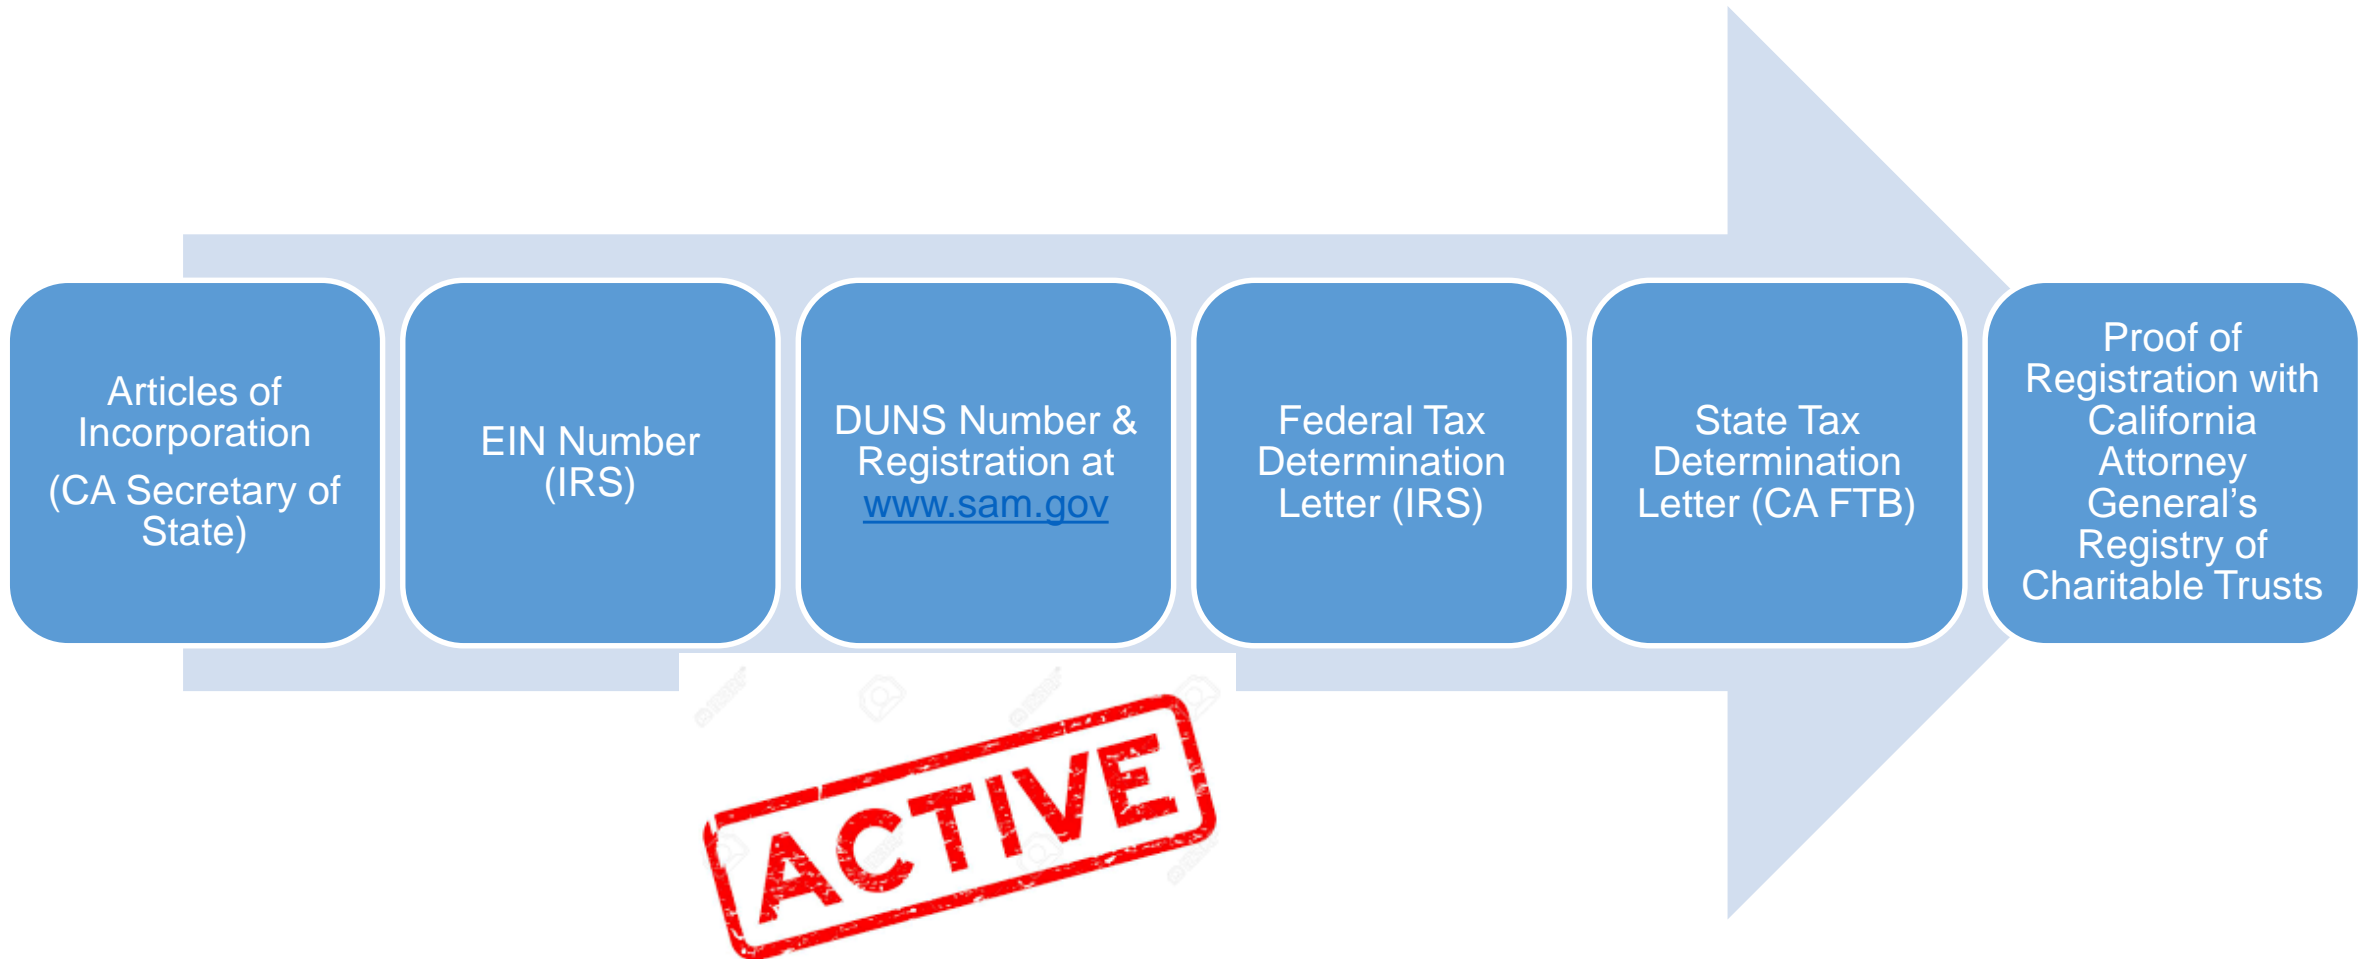 Articles of
Incorporation
(CA Secretary of
State)
EIN Number
(IRS)
DUNS Number &
Registration at
www.sam.gov
Federal Tax
Determination
Letter (IRS)
State Tax
Determination
Letter (CA FTB)
Proof of
Registration with
California
Attorney
General’s
Registry of
Charitable Trusts
ACTIVE